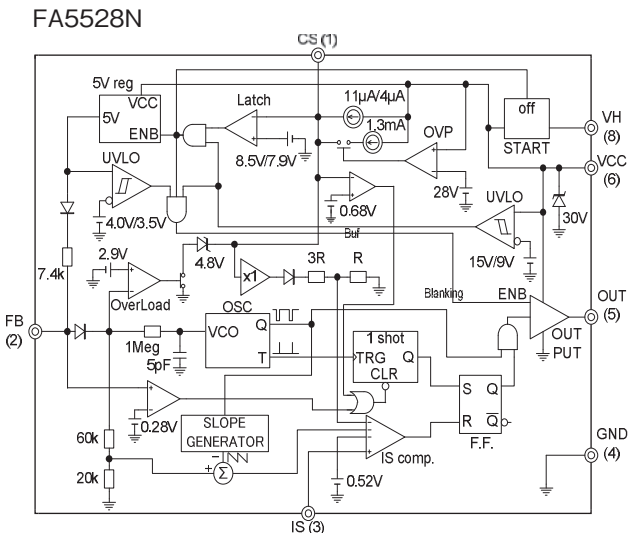 FA5528N
CS (1)
5V reg
VCC
5V
ENB
Latch
8.5V/7.9V
11μA/4μA
1.3mA
OVP
28V
off
START
VH
(8)
VCC
(6)
30V
UVLO
4.0V/3.5V
0.68V
UVLO
15V/9V
Buf
2.9V
OverLoad
4.8V
x1
3R
R
7.4k
Blanking
ENB
OUT
(5)
OUT
PUT
FB
(2)
1Meg
5pF
OSC
VCO
Q
T
1 shot
TRG
Q
CLR
S
Q
R
Q
F.F.
0.28V
SLOPE
GENERATOR
60k
20k
+
−
Σ
IS comp.
0.52V
GND
(4)
IS (3)